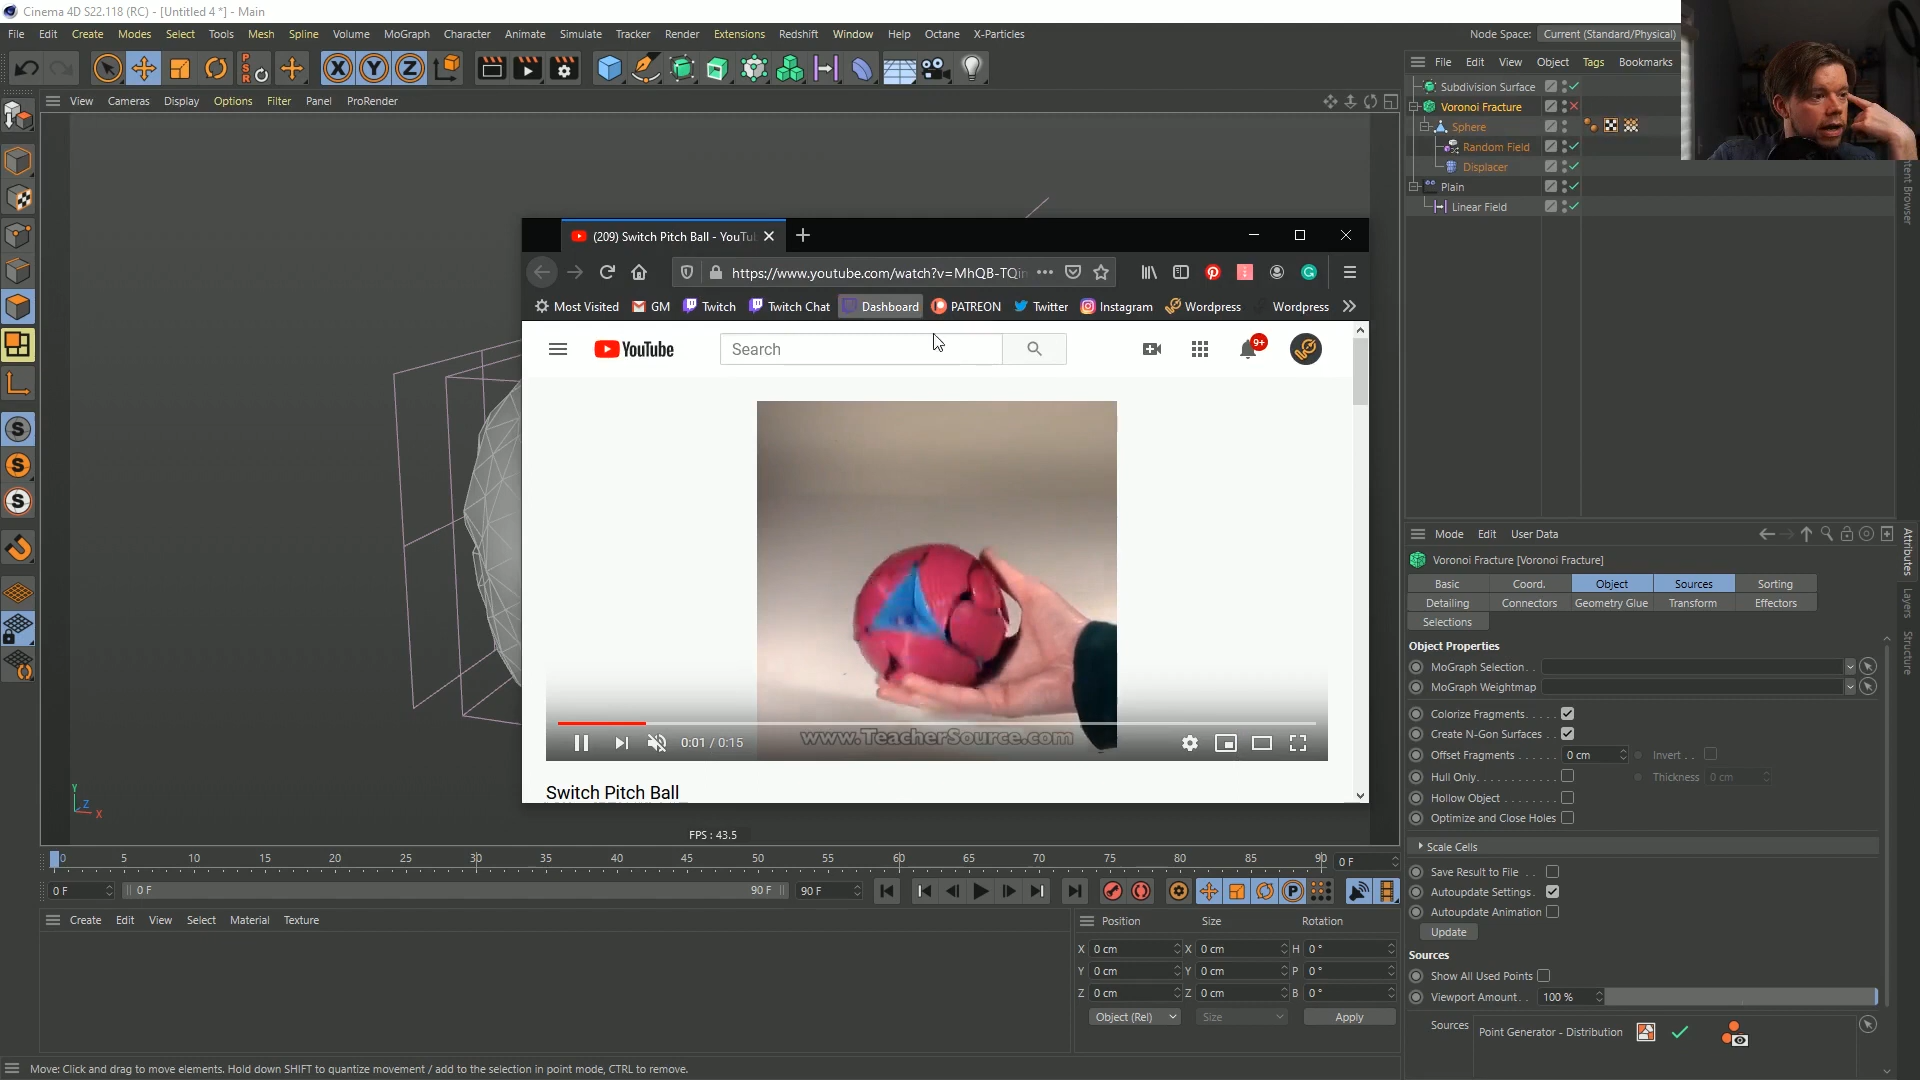 Cinema 4D S22.118 (RC) - [Untitled 4 *] - Main
File Edit Create Modes Select Tools Mesh Spline Volume MoGraph Character Animate Simulate Tracker Render Extensions Redshift Window Help Octane X-Particles
Node Space: Current (Standard/Physical)
PSR
X Y Z
File Edit View Object Tags Bookmarks
View Cameras Display Options Filter Panel ProRender
Subdivision Surface
Voronoi Fracture
Sphere
Random Field
Displacer
Plain
Linear Field
(209) Switch Pitch Ball - YouTu
https://www.youtube.com/watch?v=MhQB-TQin
Most Visited GM Twitch Twitch Chat Dashboard PATREON Twitter Instagram Wordpress Wordpress
YouTube
Search
9+
0:01 / 0:15
www.TeacherSource.com
Switch Pitch Ball
Y
Z
X
FPS : 43.5
0 5 10 15 20 25 30 35 40 45 50 55 60 65 70 75 80 85 90 0 F
0 F 0 F 90 F 90 F
Create Edit View Select Material Texture
Position Size Rotation
X 0 cm X 0 cm H 0 °
Y 0 cm Y 0 cm P 0 °
Z 0 cm Z 0 cm B 0 °
Object (Rel) Size Apply
Move: Click and drag to move elements. Hold down SHIFT to quantize movement / add to the selection in point mode, CTRL to remove.
Mode Edit User Data
Voronoi Fracture [Voronoi Fracture]
Basic Coord. Object Sources Sorting
Detailing Connectors Geometry Glue Transform Effectors
Selections
Object Properties
MoGraph Selection . .
MoGraph Weightmap
Colorize Fragments. . . . .
Create N-Gon Surfaces . .
Offset Fragments . . . . . . 0 cm Invert . .
Hull Only. . . . . . . . . . . . Thickness 0 cm
Hollow Object . . . . . . . .
Optimize and Close Holes
Scale Cells
Save Result to File . .
Autoupdate Settings.
Autoupdate Animation
Update
Sources
Show All Used Points
Viewport Amount. . 100 %
Sources Point Generator - Distribution
Attributes
Layers
Structure